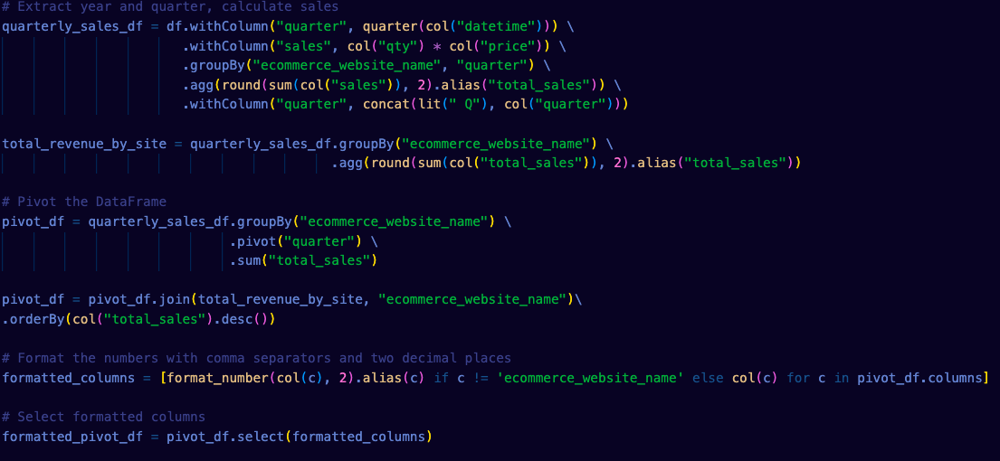 # Extract year and quarter, calculate sales
quarterly_sales_df = df.withColumn("quarter", quarter(col("datetime"))) \
                       .withColumn("sales", col("qty") * col("price")) \
                       .groupBy("ecommerce_website_name", "quarter") \
                       .agg(round(sum(col("sales")), 2).alias("total_sales")) \
                       .withColumn("quarter", concat(lit(" Q"), col("quarter")))
total_revenue_by_site = quarterly_sales_df.groupBy("ecommerce_website_name") \
                                          .agg(round(sum(col("total_sales")), 2).alias("total_sales"))
# Pivot the DataFrame
pivot_df = quarterly_sales_df.groupBy("ecommerce_website_name") \
                             .pivot("quarter") \
                             .sum("total_sales")
pivot_df = pivot_df.join(total_revenue_by_site, "ecommerce_website_name")\
.orderBy(col("total_sales").desc())
# Format the numbers with comma separators and two decimal places
formatted_columns = [format_number(col(c), 2).alias(c) if c != 'ecommerce_website_name' else col(c) for c in pivot_df.columns]
# Select formatted columns
formatted_pivot_df = pivot_df.select(formatted_columns)